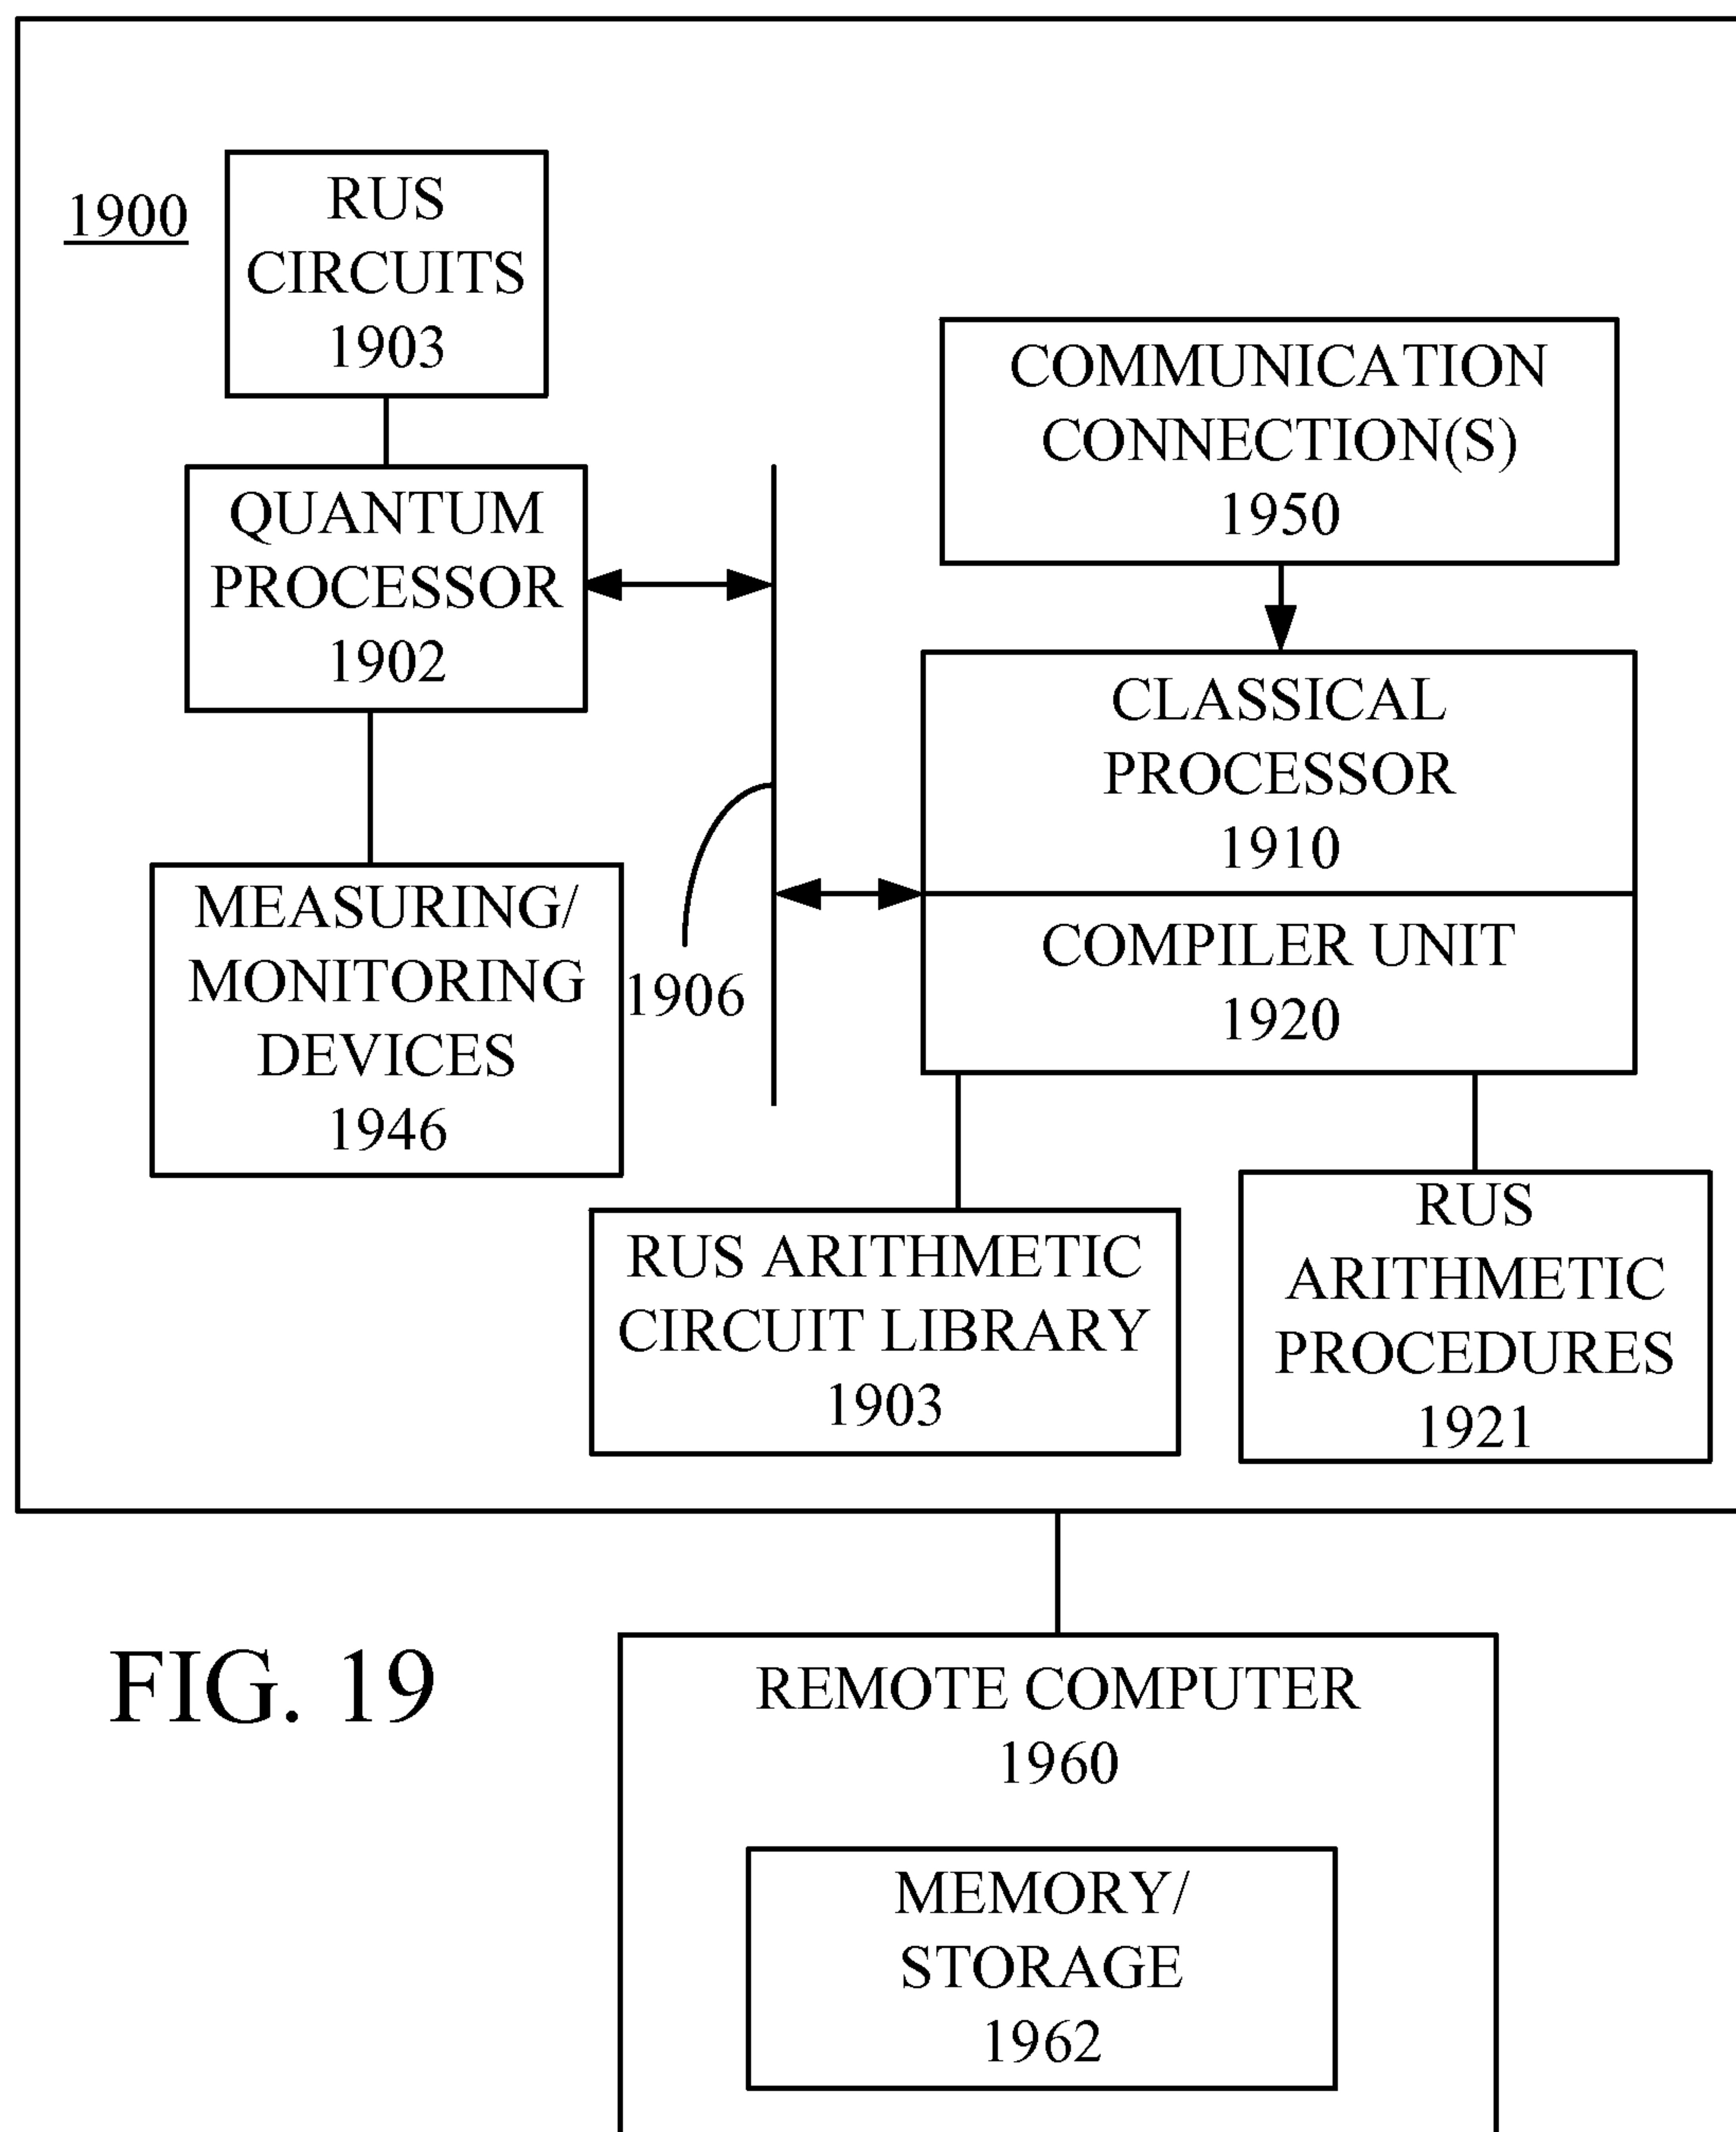 1900
RUS
CIRCUITS
1903
COMMUNICATION
CONNECTION(S)
1950
QUANTUM
PROCESSOR
1902
CLASSICAL
PROCESSOR
1910
MEASURING/
MONITORING
DEVICES
1946
1906
COMPILER UNIT
1920
RUS ARITHMETIC
CIRCUIT LIBRARY
1903
RUS
ARITHMETIC
PROCEDURES
1921
FIG. 19
REMOTE COMPUTER
1960
MEMORY/
STORAGE
1962